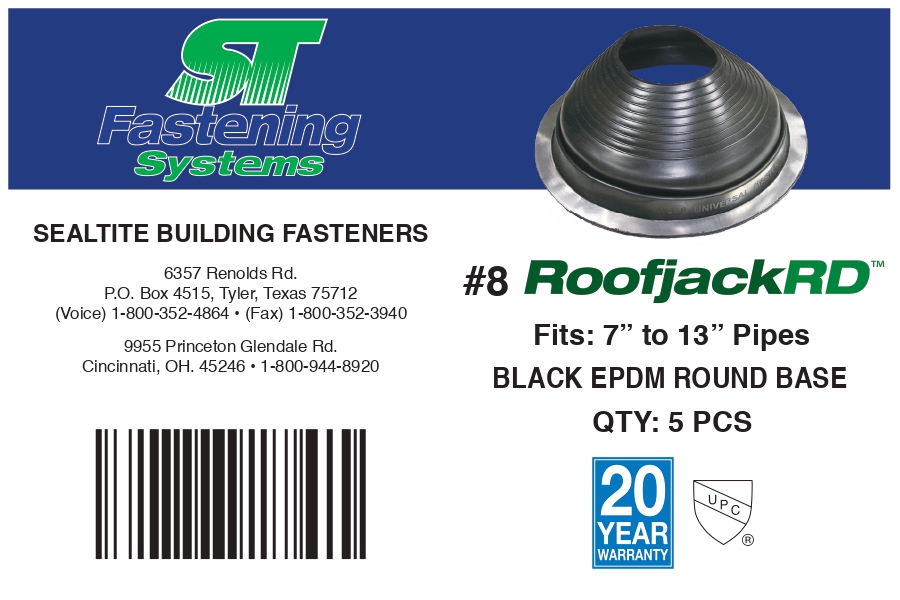 ST
Fastening
Systems
SEALTITE BUILDING FASTENERS
6357 Renolds Rd.
P.O. Box 4515, Tyler, Texas 75712
(Voice) 1-800-352-4864 • (Fax) 1-800-352-3940
9955 Princeton Glendale Rd.
Cincinnati, OH. 45246 • 1-800-944-8920
UNIVERSAL
#8 RoofjackRD™
Fits: 7” to 13” Pipes
BLACK EPDM ROUND BASE
QTY: 5 PCS
20
YEAR
WARRANTY
UPC
®